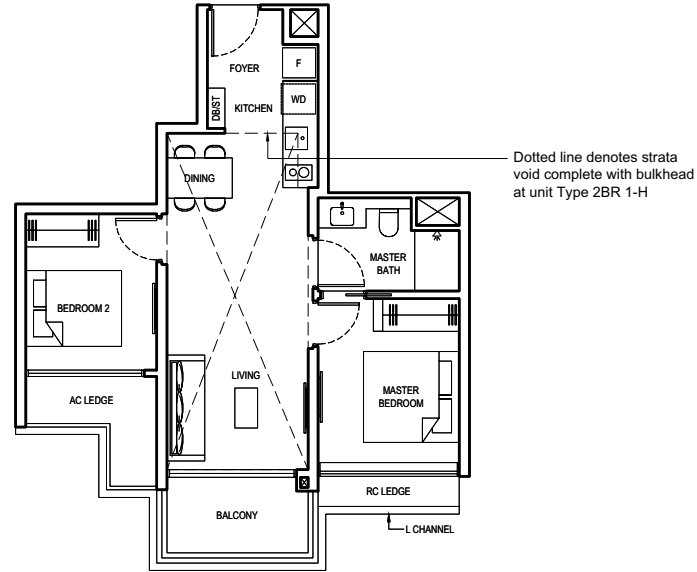 FOYER
F
WD
DB/ST
KITCHEN
Dotted line denotes strata
void complete with bulkhead
at unit Type 2BR 1-H
DINING
MASTER
BATH
BEDROOM 2
LIVING
MASTER
BEDROOM
AC LEDGE
RC LEDGE
BALCONY
L CHANNEL